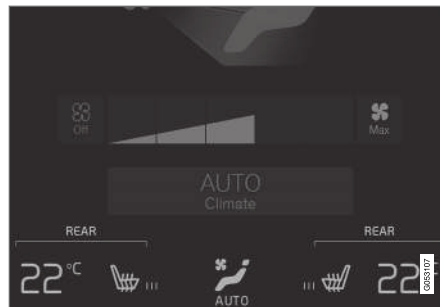 Off
Max
AUTO
Climate
REAR REAR
22°C 22°
AUTO
G053107